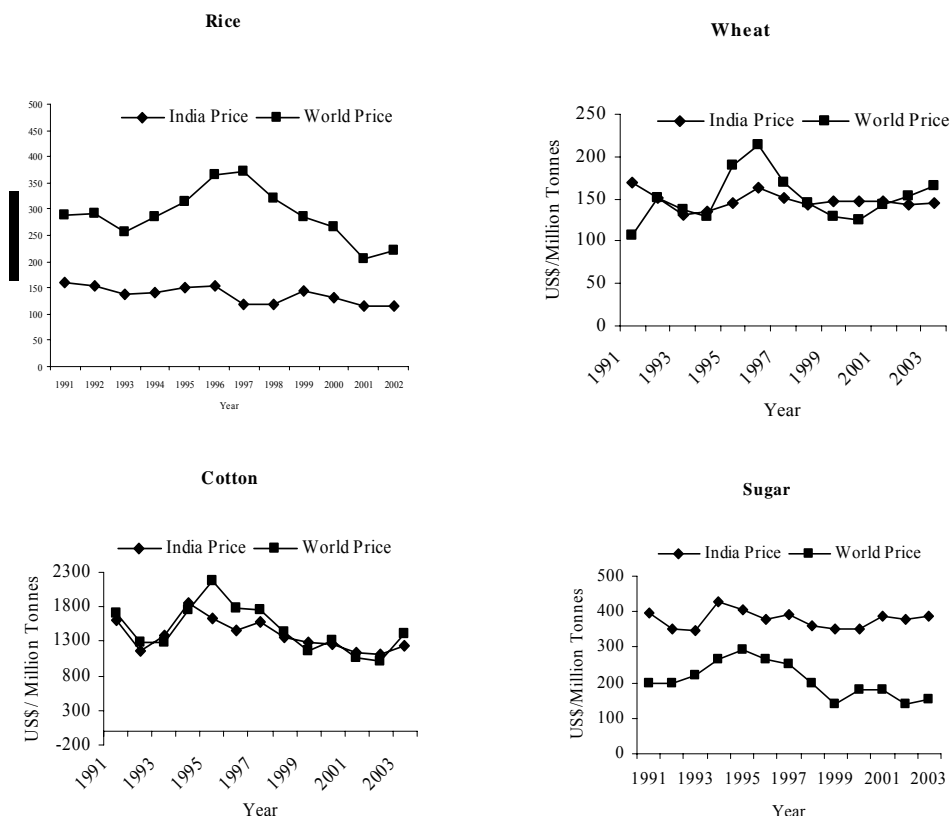 Rice
India Price World Price
500
450
400
350
300
250
200
150
100
50
0
1991 1992 1993 1994 1995 1996 1997 1998 1999 2000 2001 2002
Year
Wheat
India Price World Price
US$/Million Tonnes
250
200
150
100
50
0
1991 1993 1995 1997 1999 2001 2003
Year
Cotton
India Price World Price
US$/ Million Tonnes
2300
1800
1300
800
300
-200
1991 1993 1995 1997 1999 2001 2003
Year
Sugar
India Price World Price
US$/Million Tonnes
500
400
300
200
100
0
1991 1993 1995 1997 1999 2001 2003
Year